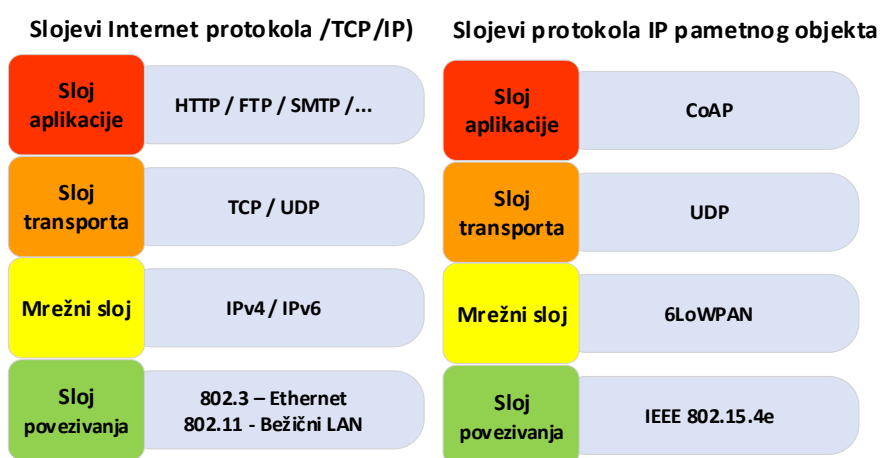 Slojevi Internet protokola /TCP/IP)
Sloj
aplikacije
HTTP / FTP / SMTP /...
Sloj
transporta
TCP / UDP
Mrežni sloj
IPv4 / IPv6
Sloj
povezivanja
802.3 – Ethernet
802.11 - Bežični LAN
Slojevi protokola IP pametnog objekta
Sloj
aplikacije
CoAP
Sloj
transporta
UDP
Mrežni sloj
6LoWPAN
Sloj
povezivanja
IEEE 802.15.4e